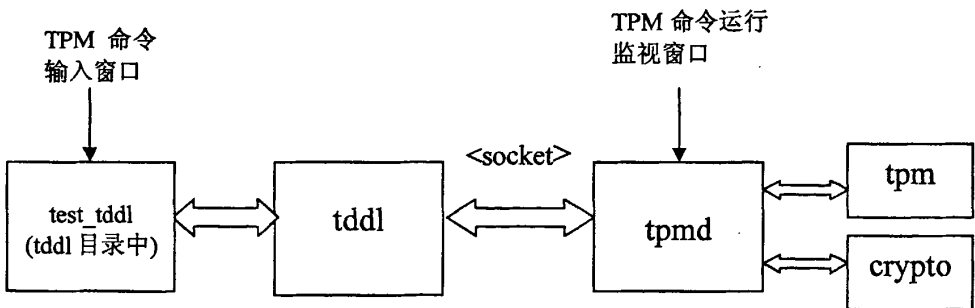 TPM 命令
输入窗口
TPM 命令运行
监视窗口
<socket>
test_tddl
(tddl 目录中)
tddl
tpmd
tpm
crypto